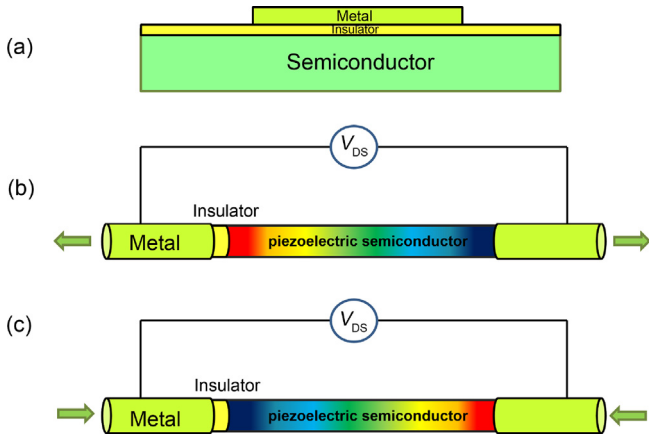 (a)
Metal
Insulator
Semiconductor
(b)
VDS
Insulator
Metal
piezoelectric semiconductor
(c)
VDS
Insulator
Metal
piezoelectric semiconductor